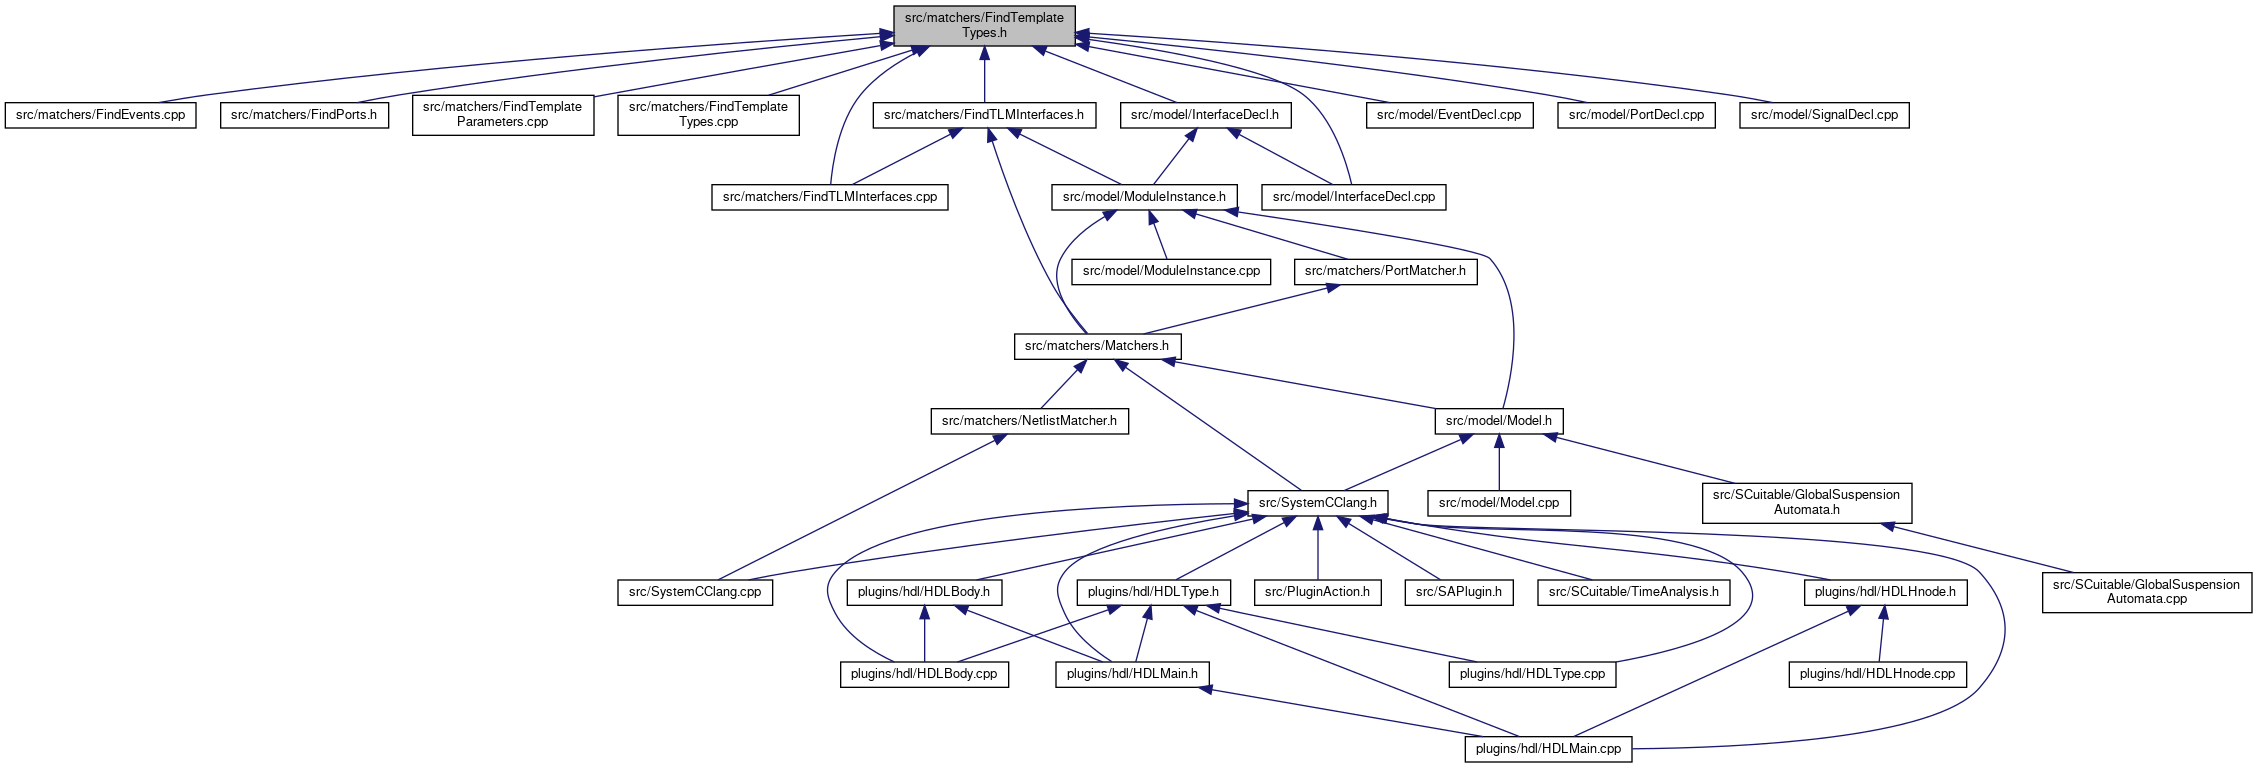 src/matchers/FindTemplate
Types.h
src/matchers/FindEvents.cpp
src/matchers/FindPorts.h
src/matchers/FindTemplate
Parameters.cpp
src/matchers/FindTemplate
Types.cpp
src/matchers/FindTLMInterfaces.h
src/model/InterfaceDecl.h
src/model/EventDecl.cpp
src/model/PortDecl.cpp
src/model/SignalDecl.cpp
src/matchers/FindTLMInterfaces.cpp
src/model/ModuleInstance.h
src/model/InterfaceDecl.cpp
src/model/ModuleInstance.cpp
src/matchers/PortMatcher.h
src/matchers/Matchers.h
src/matchers/NetlistMatcher.h
src/model/Model.h
src/SystemCClang.h
src/model/Model.cpp
src/SCuitable/GlobalSuspension
Automata.h
src/SystemCClang.cpp
plugins/hdl/HDLBody.h
plugins/hdl/HDLType.h
src/PluginAction.h
src/SAPlugin.h
src/SCuitable/TimeAnalysis.h
plugins/hdl/HDLHnode.h
src/SCuitable/GlobalSuspension
Automata.cpp
plugins/hdl/HDLBody.cpp
plugins/hdl/HDLMain.h
plugins/hdl/HDLType.cpp
plugins/hdl/HDLHnode.cpp
plugins/hdl/HDLMain.cpp